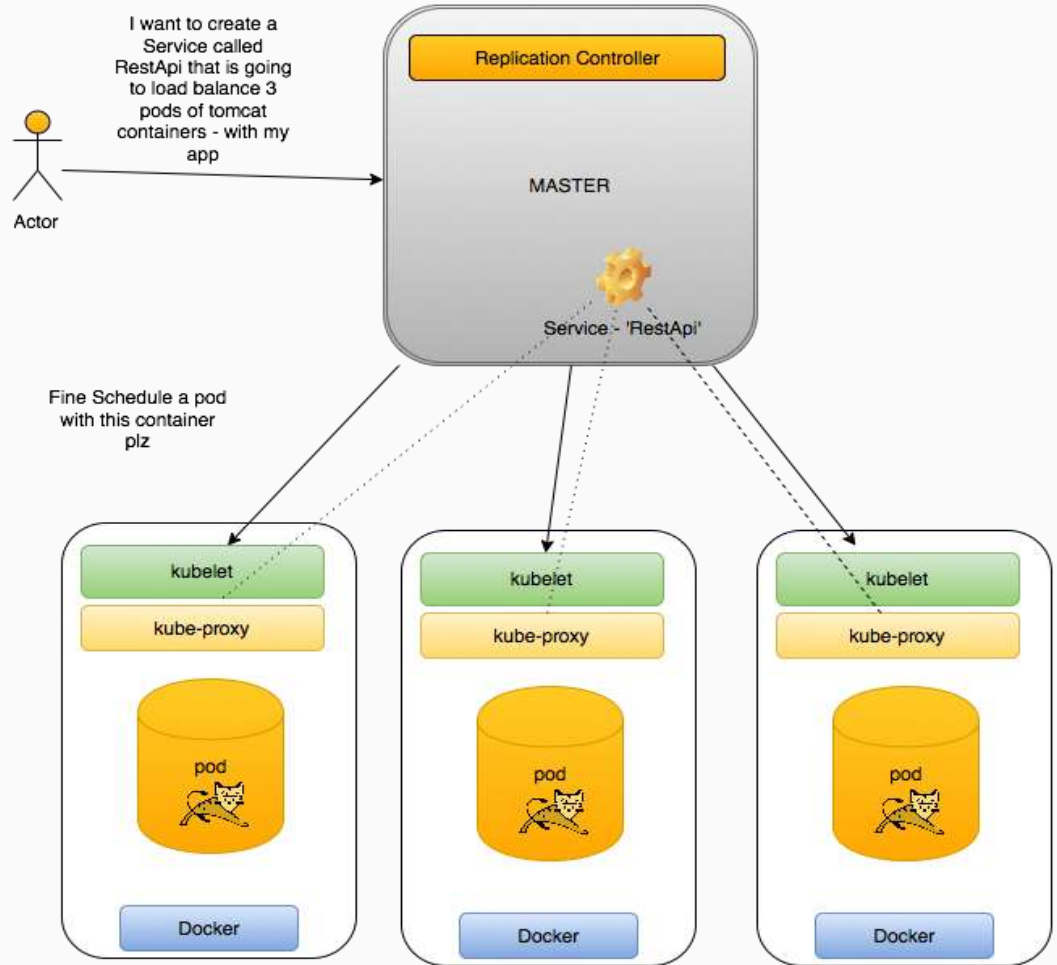 I want to create a
Service called
RestApi that is going
to load balance 3
pods of tomcat
containers - with my
app
Actor
Replication Controller
MASTER
Service - 'RestApi'
Fine Schedule a pod
with this container
plz
kubelet
kube-proxy
pod
Docker
kubelet
kube-proxy
pod
Docker
kubelet
kube-proxy
pod
Docker